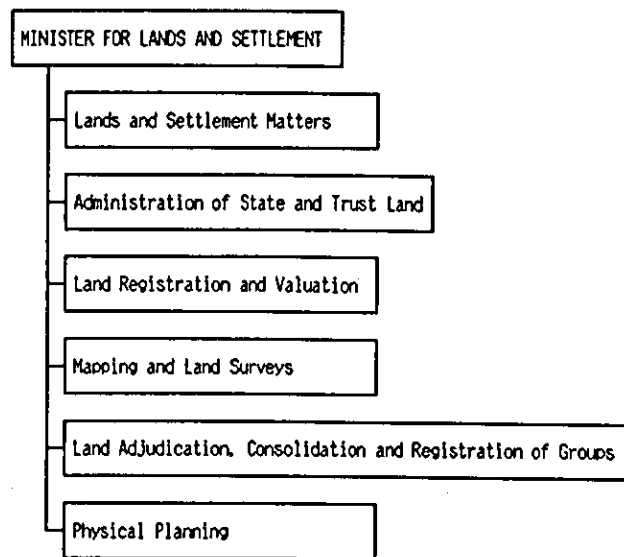 MINISTER FOR LANDS AND SETTLEMENT
Lands and Settlement Matters
Administration of State and Trust Land
Land Registration and Valuation
Mapping and Land Surveys
Land Adjudication, Consolidation and Registration of Groups
Physical Planning